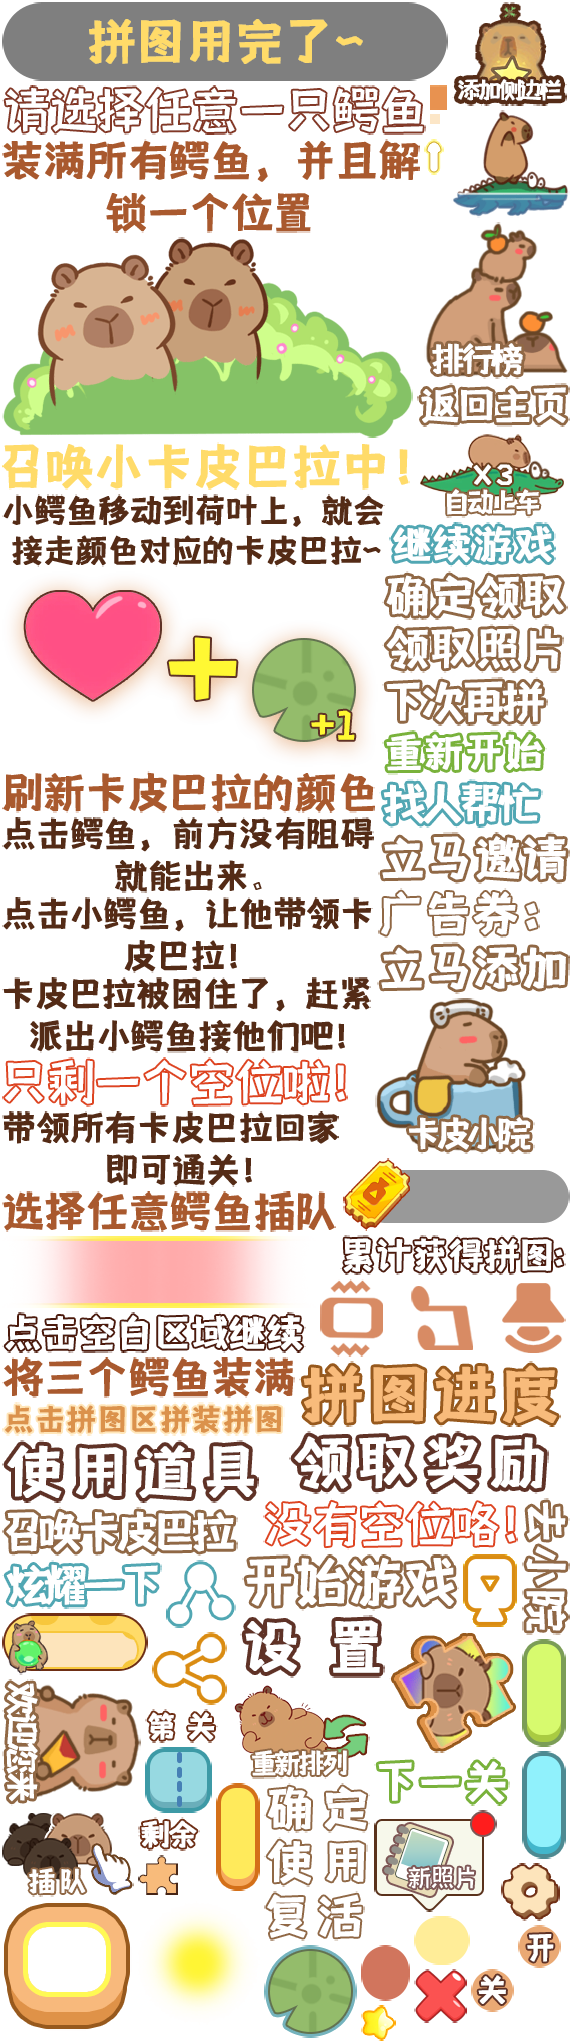 拼图用完了~
添加侧边栏
请选择任意一只鳄鱼
装满所有鳄鱼，并且解
锁一个位置
排行榜
返回主页
召唤小卡皮巴拉中！
X3
自动上车
小鳄鱼移动到荷叶上，就会
接走颜色对应的卡皮巴拉~
继续游戏
确定领取
领取照片
下次再拼
+1
重新开始
刷新卡皮巴拉的颜色
找人帮忙
点击鳄鱼，前方没有阻碍
就能出来。
立马邀请
点击小鳄鱼，让他带领卡
皮巴拉！
广告券：
立马添加
卡皮巴拉被困住了，赶紧
派出小鳄鱼接他们吧！
只剩一个空位啦！
带领所有卡皮巴拉回家
即可通关！
卡皮小院
选择任意鳄鱼插队
累计获得拼图：
点击空白区域继续
将三个鳄鱼装满
拼图进度
点击拼图区拼装拼图
使用道具
领取奖励
召唤卡皮巴拉
没有空位咯！
去小院
炫耀一下
开始游戏
设 置
欢迎您来
第 关
重新排列
下一关
确定
剩余
使用
插队
新照片
复活
开
关